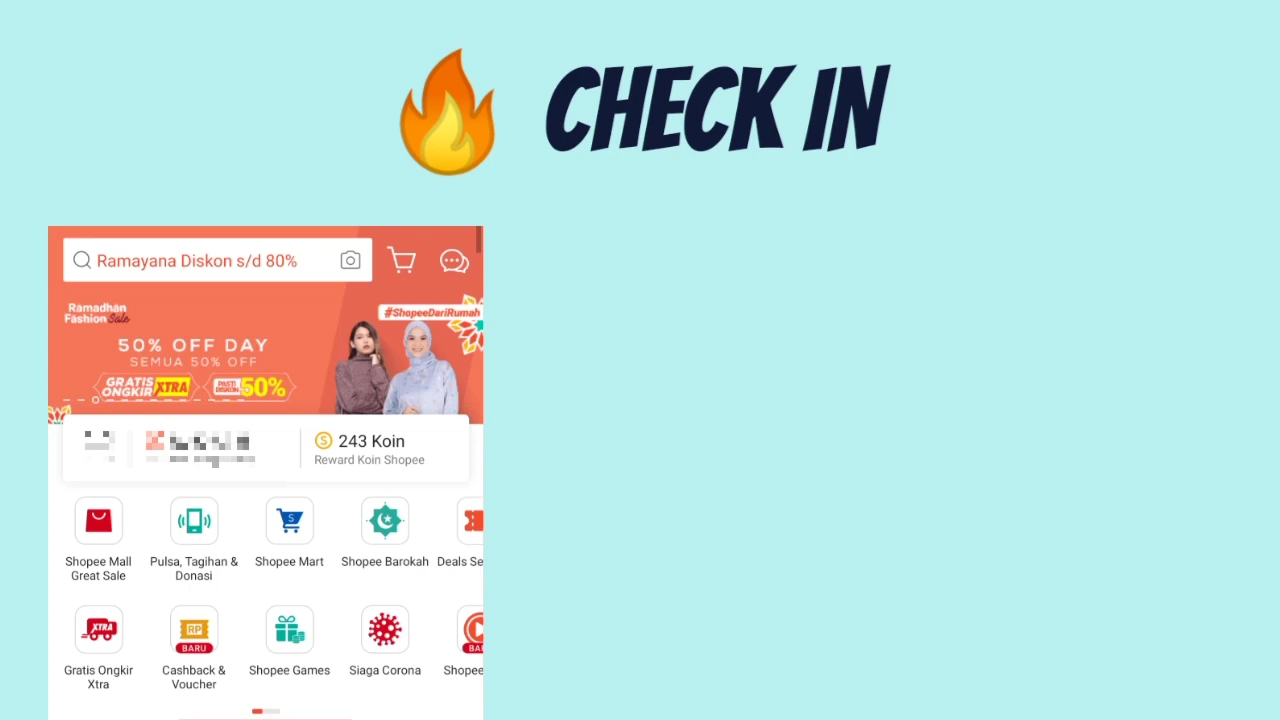 CHECK IN
Ramayana Diskon s/d 80%
Ramadhan
Fashion Sale
#ShopeeDariRumah
50% OFF DAY
SEMUA 50% OFF
GRATIS ONGKIR XTRA
PASTI DISKON 50%
243 Koin
Reward Koin Shopee
Shopee Mall Great Sale
Pulsa, Tagihan & Donasi
Shopee Mart
Shopee Barokah
Deals Se
XTRA
RP
BARU
Gratis Ongkir Xtra
Cashback & Voucher
Shopee Games
Siaga Corona
Shopee